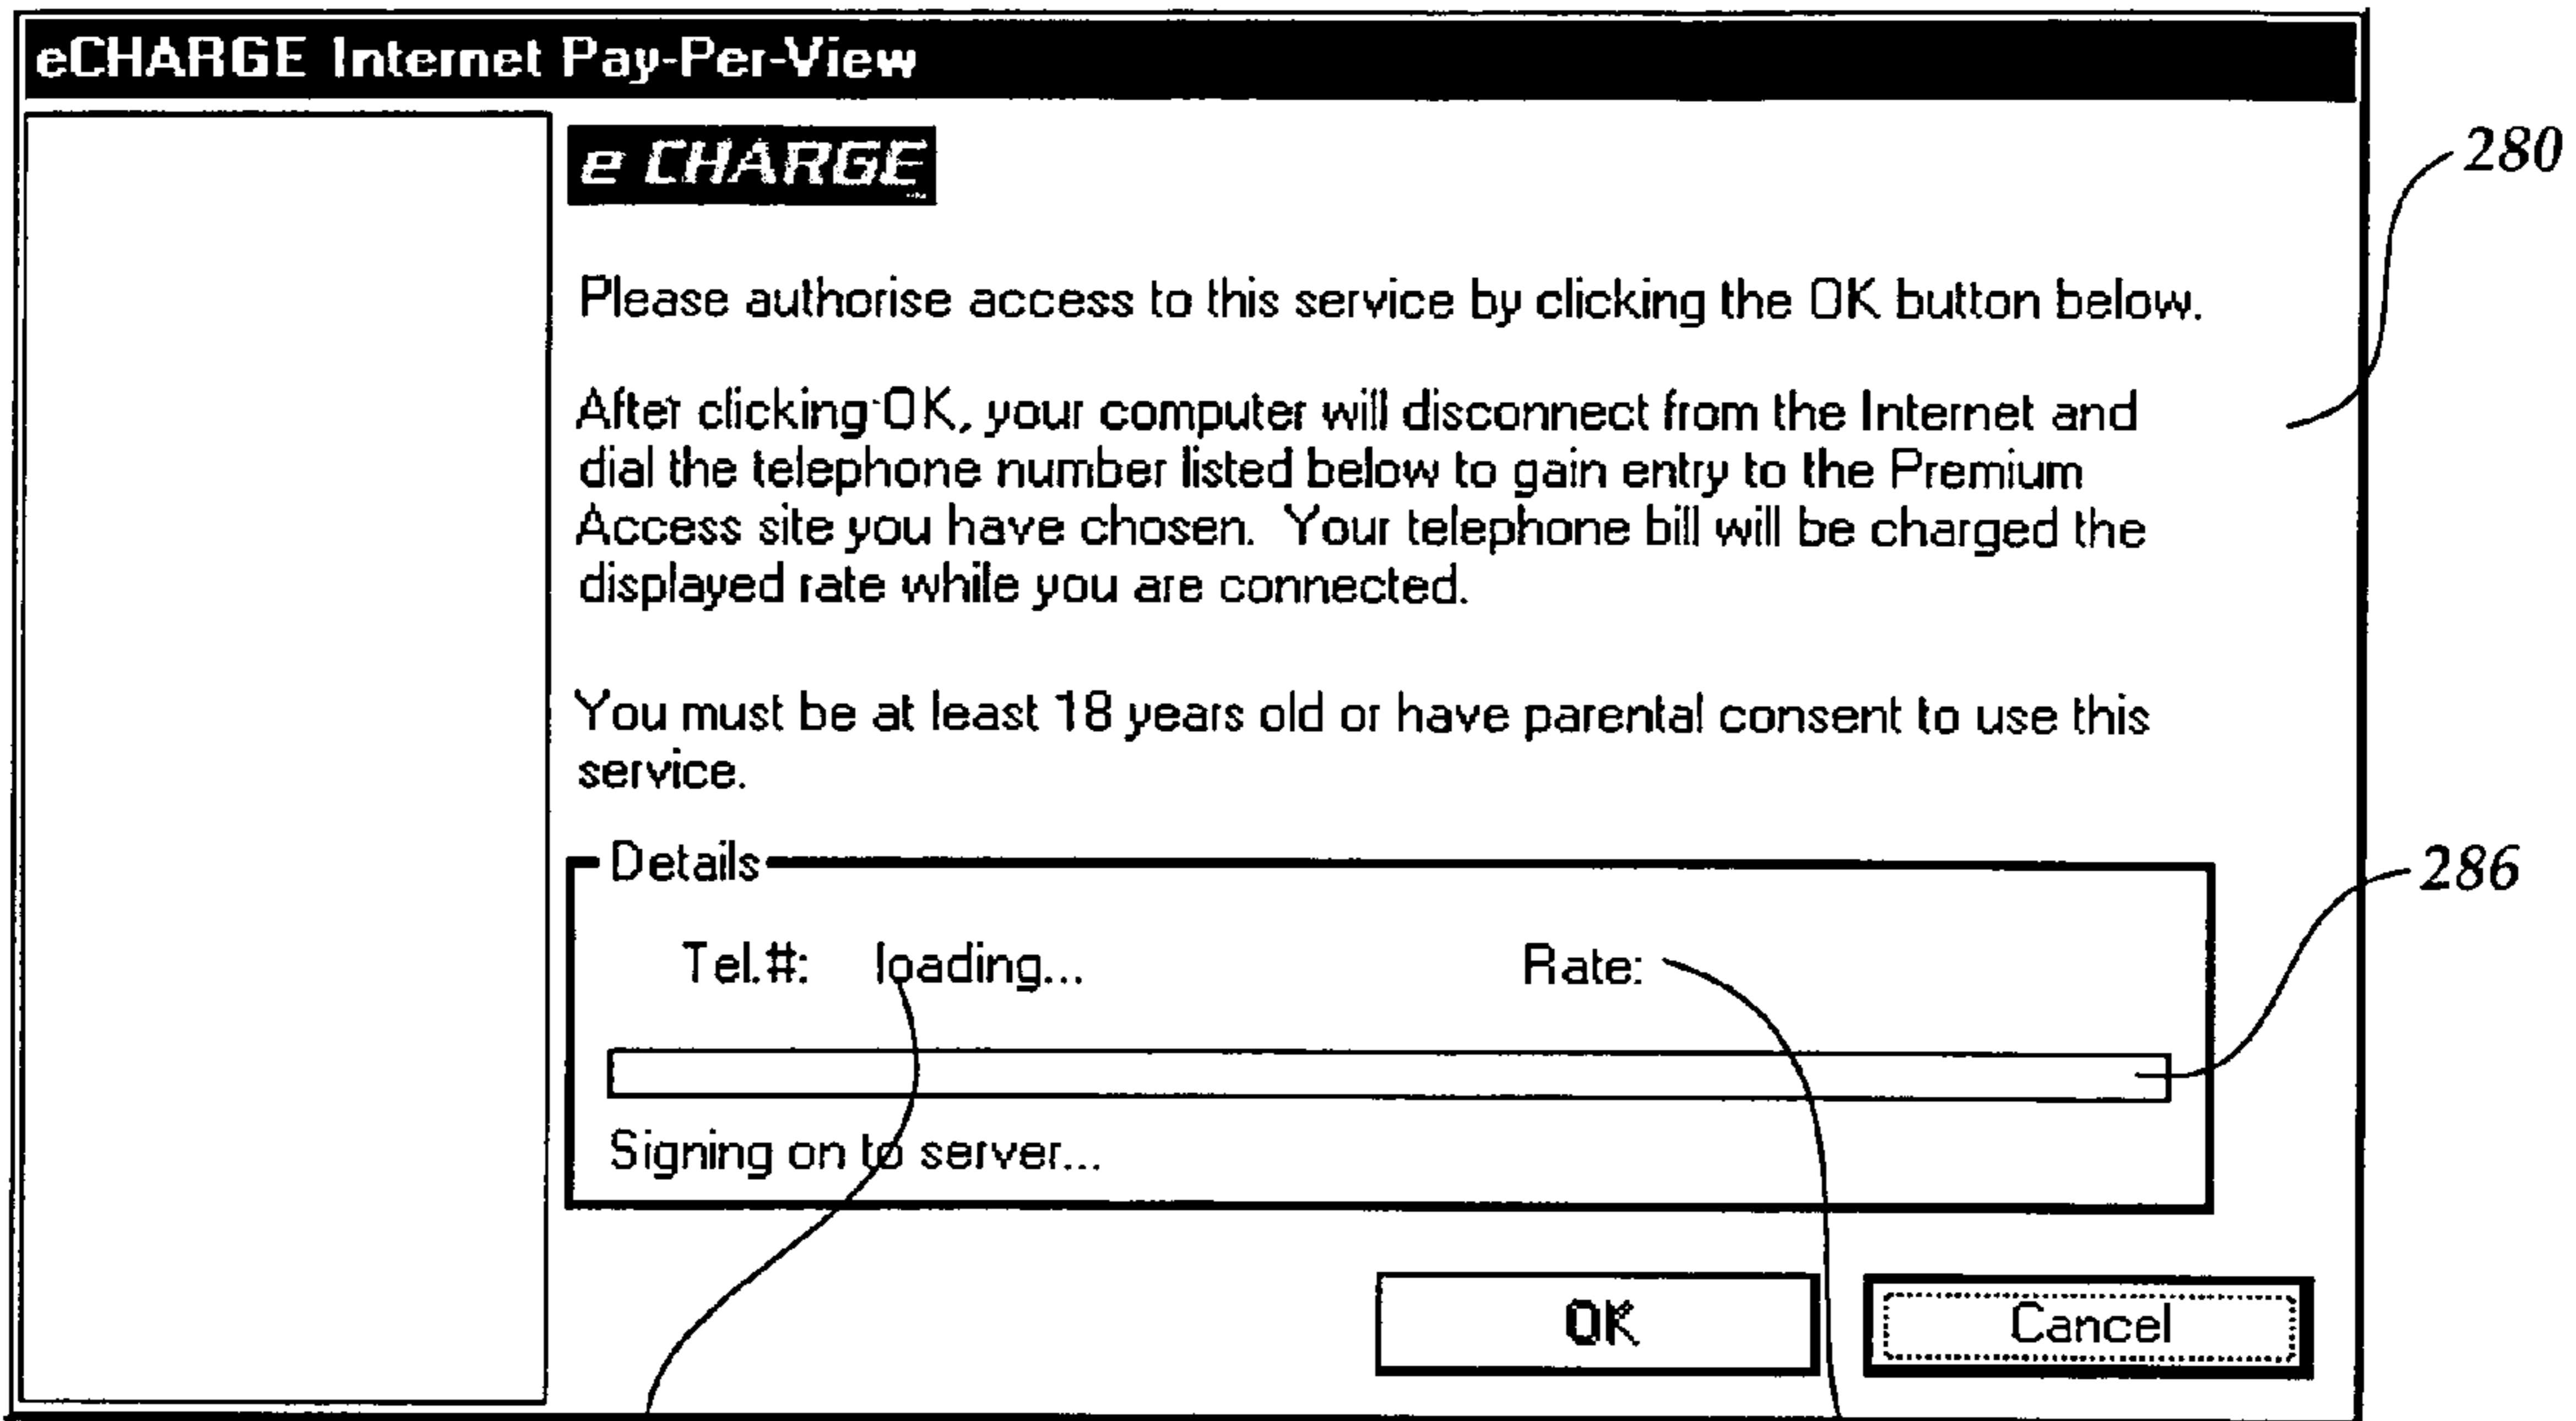 eCHARGE Internet Pay-Per-View
e CHARGE
280
Please authorise access to this service by clicking the OK button below.
After clicking OK, your computer will disconnect from the Internet and
dial the telephone number listed below to gain entry to the Premium
Access site you have chosen. Your telephone bill will be charged the
displayed rate while you are connected.
You must be at least 18 years old or have parental consent to use this
service.
Details
286
Tel.#: loading... Rate:
Signing on to server...
OK Cancel